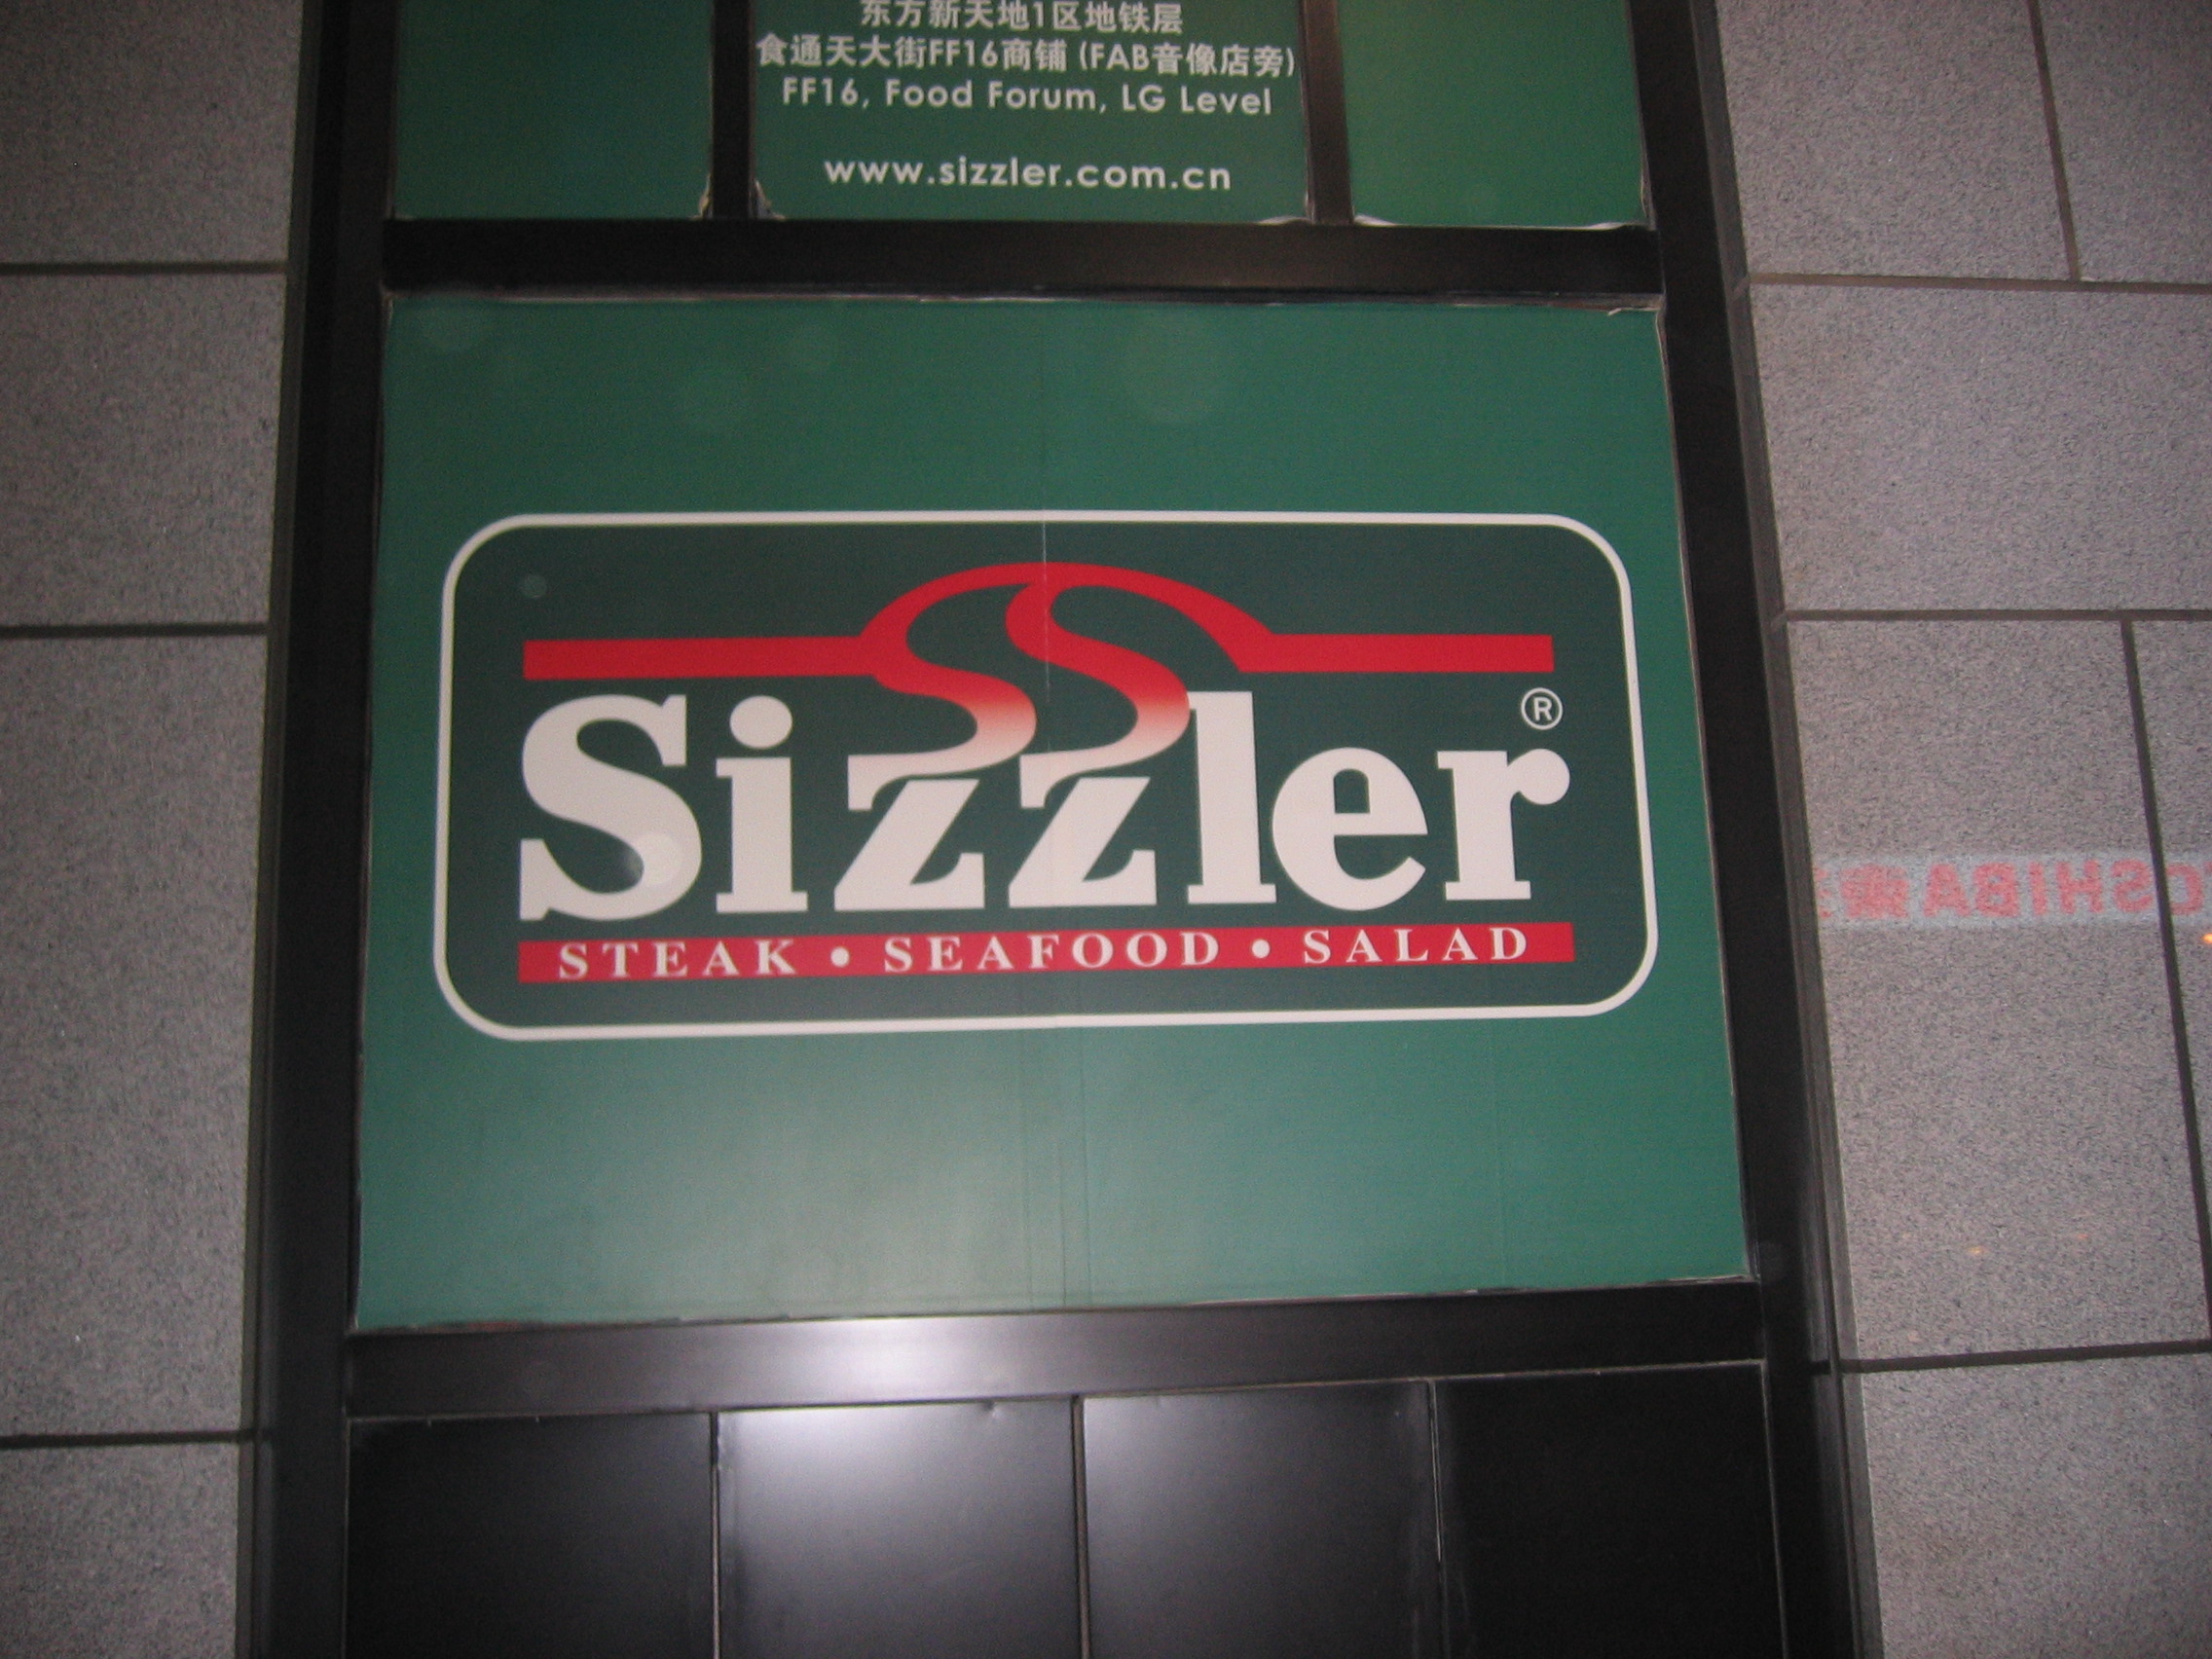 东方新天地1区地铁层
食通天大街FF16商铺 (FAB音像店旁)
FF16, Food Forum, LG Level
www.sizzler.com.cn
Sizzler ®
STEAK • SEAFOOD • SALAD
OSHIBA